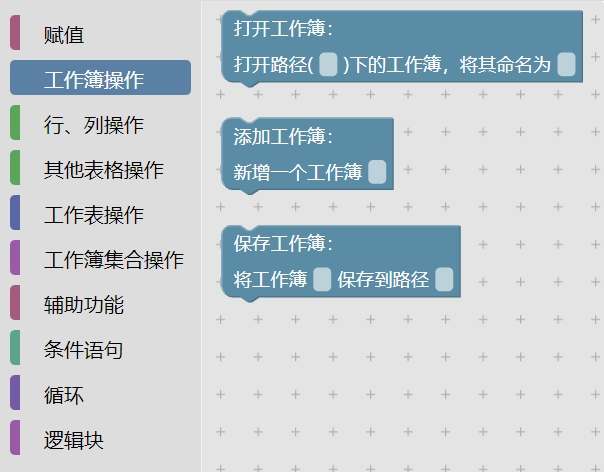 赋值
工作簿操作
行、列操作
其他表格操作
工作表操作
工作簿集合操作
辅助功能
条件语句
循环
逻辑块
打开工作簿：
打开路径( )下的工作簿，将其命名为
添加工作簿：
新增一个工作簿
保存工作簿：
将工作簿 保存到路径